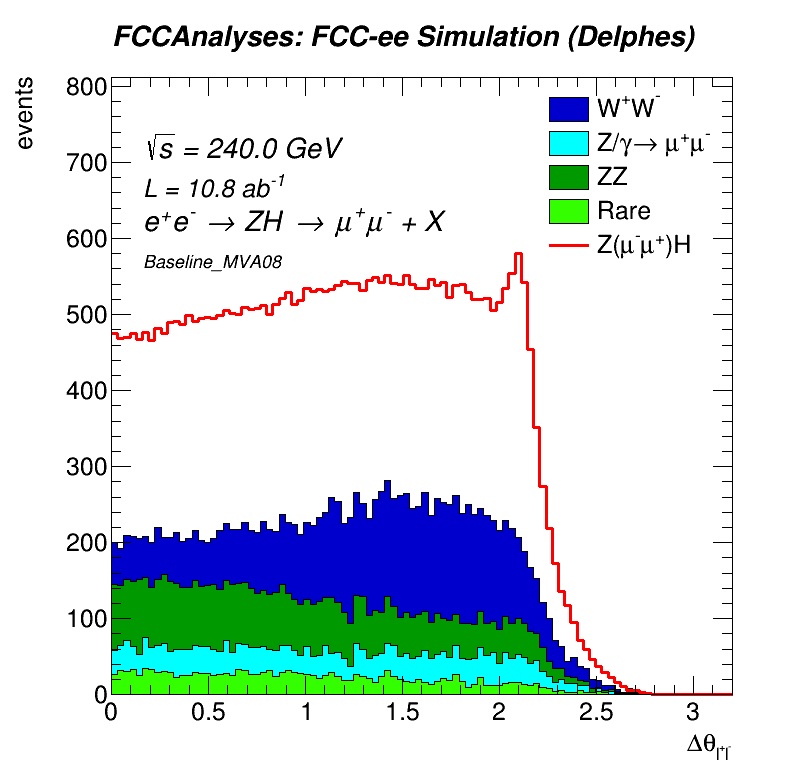 FCCAnalyses: FCC-ee Simulation (Delphes)
events
800
700
600
500
400
300
200
100
0
√s = 240.0 GeV
L = 10.8 ab⁻¹
e⁺e⁻ → ZH → μ⁺μ⁻ + X
Baseline_MVA08
W⁺W⁻
Z/γ→ μ⁺μ⁻
ZZ
Rare
Z(μ⁻μ⁺)H
0 0.5 1 1.5 2 2.5 3
Δθ_l⁺l⁻